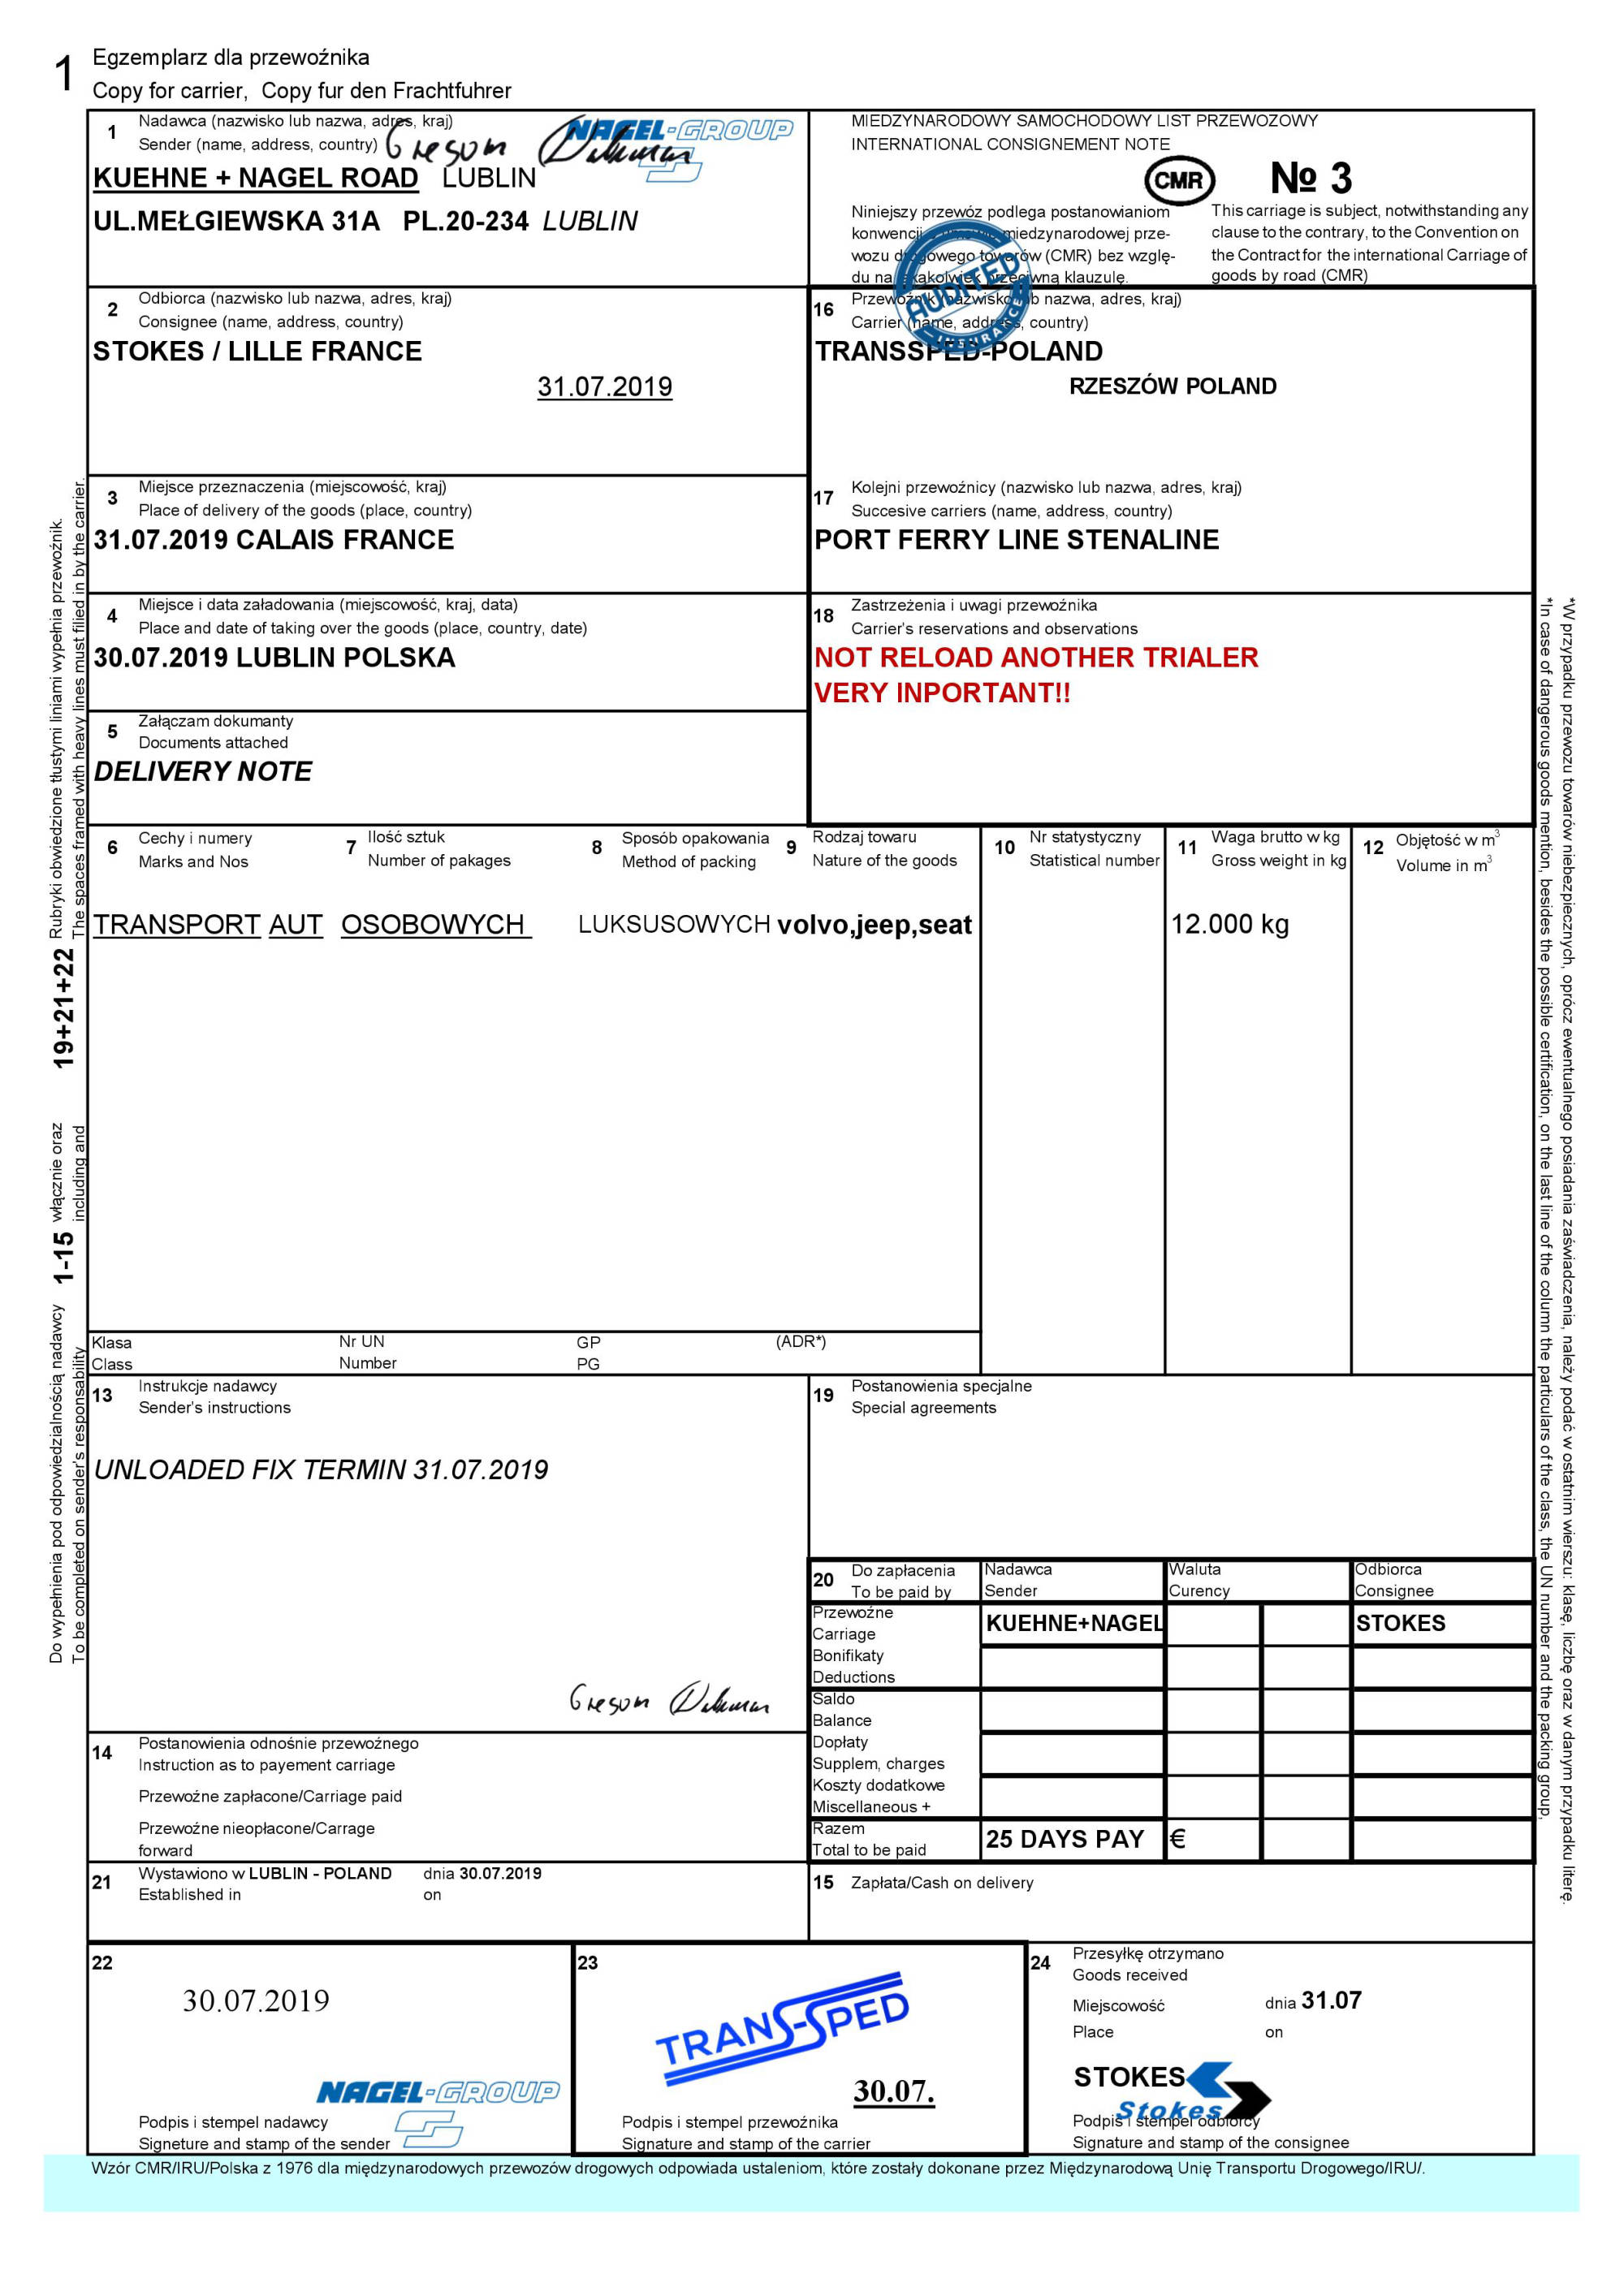 1
Egzemplarz dla przewoźnika
Copy for carrier, Copy fur den Frachtfuhrer
1
Nadawca (nazwisko lub nazwa, adres, kraj)
Sender (name, address, country)
NAGEL-GROUP
KUEHNE + NAGEL ROAD LUBLIN
UL.MEŁGIEWSKA 31A PL.20-234 LUBLIN
MIEDZYNARODOWY SAMOCHODOWY LIST PRZEWOZOWY
INTERNATIONAL CONSIGNEMENT NOTE
CMR
№ 3
Niniejszy przewóz podlega postanowianiom
konwencji miedzynarodowej prze-
wozu drogowego towarów (CMR) bez wzglę-
du na jakąkolwiek przeciwną klauzulę.
This carriage is subject, notwithstanding any
clause to the contrary, to the Convention on
the Contract for the international Carriage of
goods by road (CMR)
AUDITED
INSURANCE
2
Odbiorca (nazwisko lub nazwa, adres, kraj)
Consignee (name, address, country)
STOKES / LILLE FRANCE
31.07.2019
16
Przewoźnik (nazwisko lub nazwa, adres, kraj)
Carrier (name, address, country)
TRANSSPED-POLAND
RZESZÓW POLAND
3
Miejsce przeznaczenia (miejscowość, kraj)
Place of delivery of the goods (place, country)
31.07.2019 CALAIS FRANCE
17
Kolejni przewoźnicy (nazwisko lub nazwa, adres, kraj)
Succesive carriers (name, address, country)
PORT FERRY LINE STENALINE
4
Miejsce i data załadowania (miejscowość, kraj, data)
Place and date of taking over the goods (place, country, date)
30.07.2019 LUBLIN POLSKA
18
Zastrzeżenia i uwagi przewoźnika
Carrier's reservations and observations
NOT RELOAD ANOTHER TRIALER
VERY INPORTANT!!
5
Załączam dokumanty
Documents attached
DELIVERY NOTE
6
Cechy i numery
Marks and Nos
7
Ilość sztuk
Number of pakages
8
Sposób opakowania
Method of packing
9
Rodzaj towaru
Nature of the goods
10
Nr statystyczny
Statistical number
11
Waga brutto w kg
Gross weight in kg
12
Objętość w m³
Volume in m³
TRANSPORT AUT OSOBOWYCH LUKSUSOWYCH volvo,jeep,seat
12.000 kg
Klasa
Class
Nr UN
Number
GP
PG
(ADR*)
13
Instrukcje nadawcy
Sender's instructions
UNLOADED FIX TERMIN 31.07.2019
19
Postanowienia specjalne
Special agreements
20
Do zapłacenia
To be paid by
Nadawca
Sender
Waluta
Curency
Odbiorca
Consignee
Przewoźne
Carriage
KUEHNE+NAGEL
STOKES
Bonifikaty
Deductions
Saldo
Balance
Dopłaty
Supplem, charges
Koszty dodatkowe
Miscellaneous +
Razem
Total to be paid
25 DAYS PAY €
14
Postanowienia odnośnie przewoźnego
Instruction as to payement carriage
Przewoźne zapłacone/Carriage paid
Przewoźne nieopłacone/Carrage
forward
21
Wystawiono w LUBLIN - POLAND dnia 30.07.2019
Established in on
15
Zapłata/Cash on delivery
22
30.07.2019
NAGEL-GROUP
Podpis i stempel nadawcy
Signeture and stamp of the sender
23
TRANS-SPED
30.07.
Podpis i stempel przewoźnika
Signature and stamp of the carrier
24
Przesyłkę otrzymano
Goods received
Miejscowość dnia 31.07
Place on
STOKES
Stokes
Podpis i stempel odbiorcy
Signature and stamp of the consignee
Wzór CMR/IRU/Polska z 1976 dla międzynarodowych przewozów drogowych odpowiada ustaleniom, które zostały dokonane przez Międzynarodową Unię Transportu Drogowego/IRU/.
Rubryki obwiedzione tłustymi liniami wypełnia przewoźnik.
The spaces framed with heavy lines must filled in by the carrier.
19+21+22
włącznie oraz
including and
1-15
Do wypełnienia pod odpowiedzialnością nadawcy
To be completed on sender's responsability
*W przypadku przewozu towarów niebezpiecznych, oprócz ewentualnego posiadania zaświadczenia, należy podać w ostatnim wierszu: klasę, liczbę oraz w danym przypadku literę.
*In case of dangerous goods mention, besides the possible certification, on the last line of the column the particulars of the class, the UN number and the packing group,